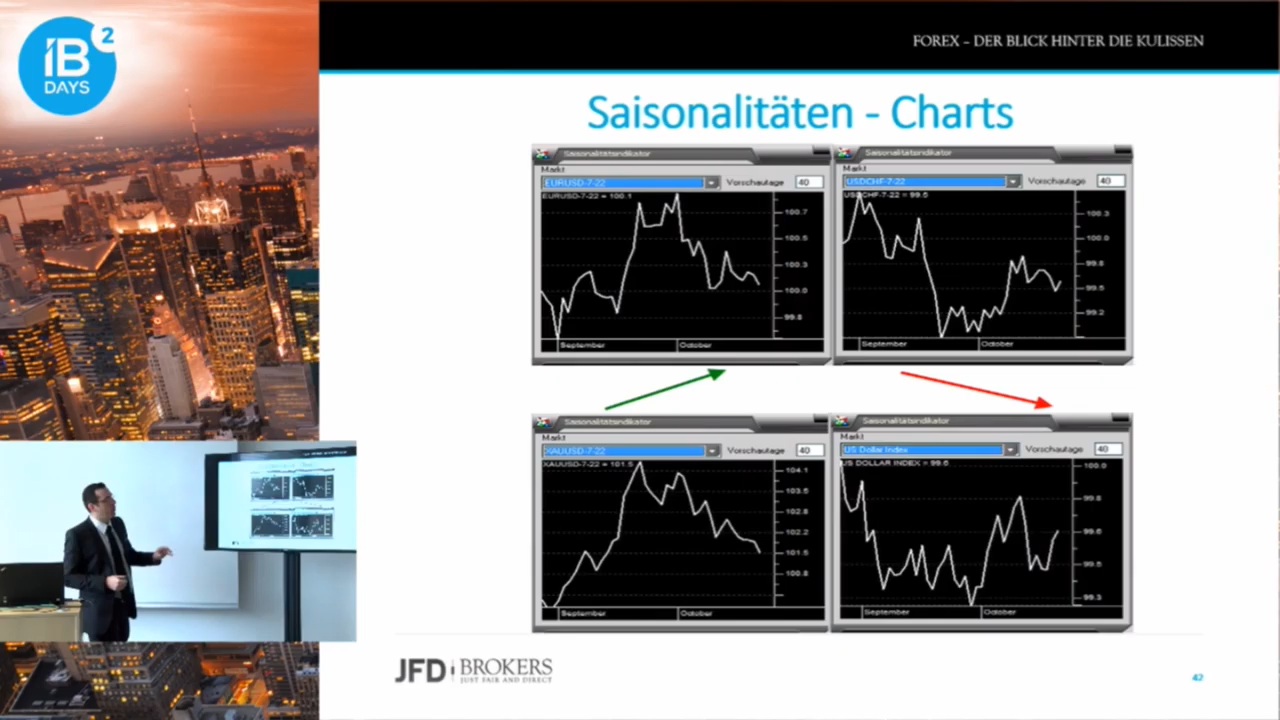 IB 2
DAYS
FOREX – DER BLICK HINTER DIE KULISSEN
Saisonalitäten - Charts
Saisonalitätsindikator
Markt
EURUSD-7-22
Vorschautage
40
EURUSD-7-22 = 100.1
100.7
100.5
100.3
100.0
99.8
September
October
Saisonalitätsindikator
Markt
USDCHF-7-22
Vorschautage
40
USDCHF-7-22 = 99.5
100.3
100.0
99.8
99.5
99.2
September
October
Saisonalitätsindikator
Markt
XAUUSD-7-22
Vorschautage
40
XAUUSD-7-22 = 101.5
104.1
103.5
102.8
102.2
101.5
100.8
September
October
Saisonalitätsindikator
Markt
US Dollar Index
Vorschautage
40
US DOLLAR INDEX = 99.6
100.0
99.8
99.6
99.5
99.3
September
October
JFD BROKERS
JUST FAIR AND DIRECT
42